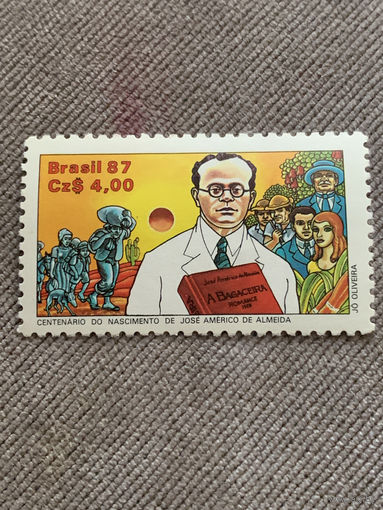 Brasil 87
Cz$ 4,00
José Américo de Almeida
A BAGACEIRA
ROMANCE
CENTENÁRIO DO NASCIMENTO DE JOSÉ AMÉRICO DE ALMEIDA
JÔ OLIVEIRA